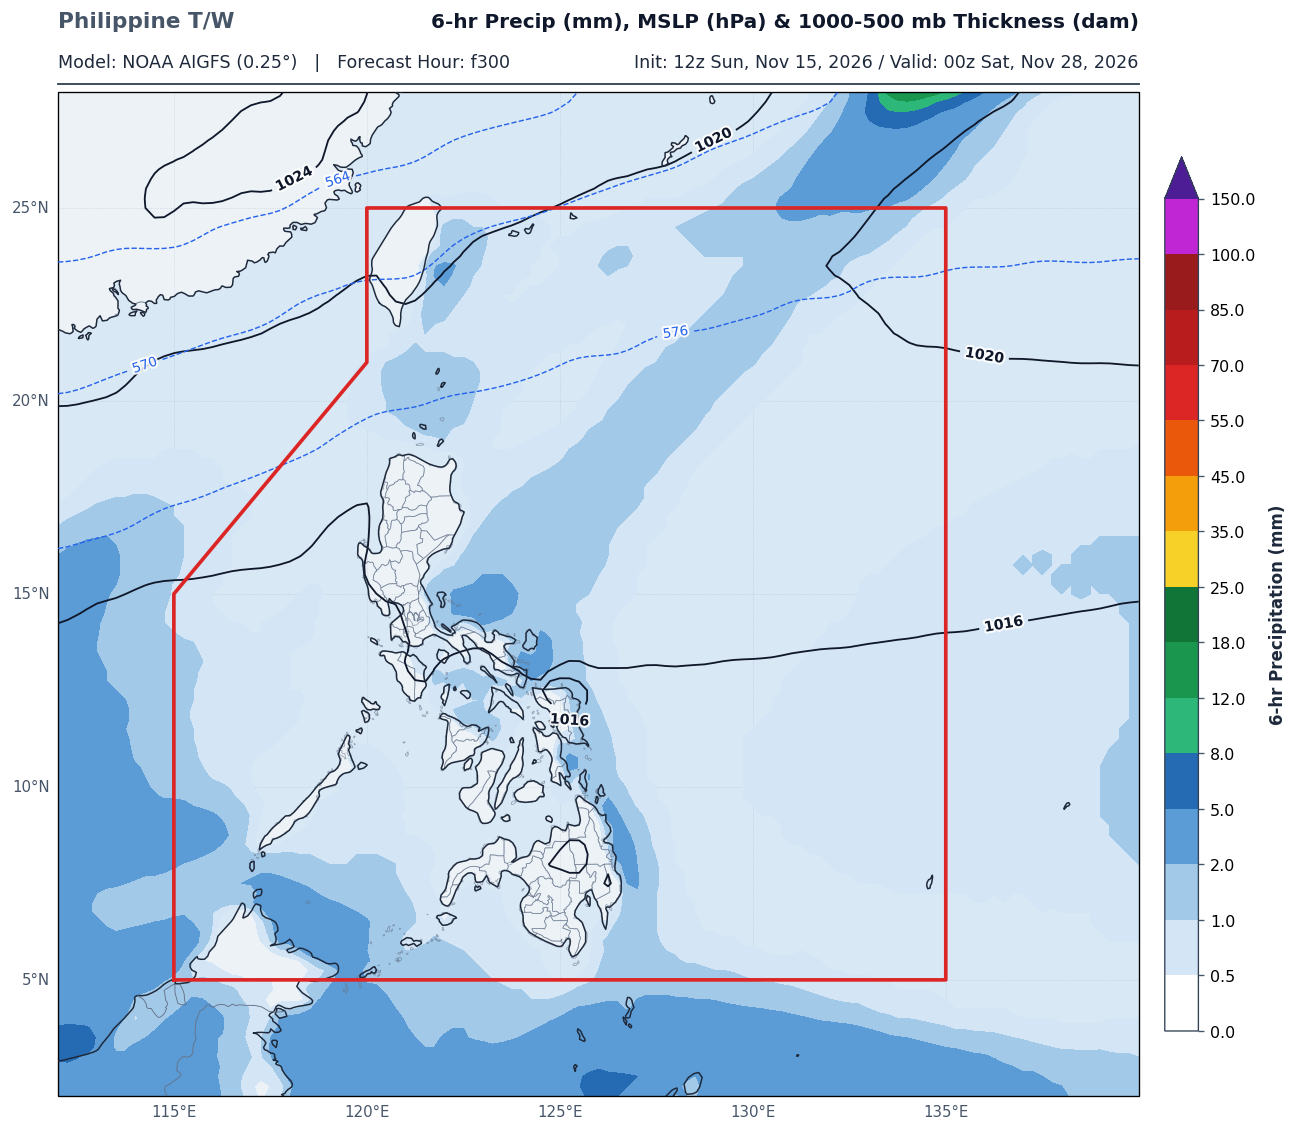 Philippine T/W
6-hr Precip (mm), MSLP (hPa) & 1000-500 mb Thickness (dam)
Model: NOAA AIGFS (0.25°) | Forecast Hour: f300
Init: 12z Sun, Nov 15, 2026 / Valid: 00z Sat, Nov 28, 2026
1020
1024
564
25°N
576
570
1020
20°N
15°N
1016
1016
10°N
5°N
115°E
120°E
125°E
130°E
135°E
150.0
100.0
85.0
70.0
55.0
45.0
35.0
25.0
18.0
12.0
8.0
5.0
2.0
1.0
0.5
0.0
6-hr Precipitation (mm)